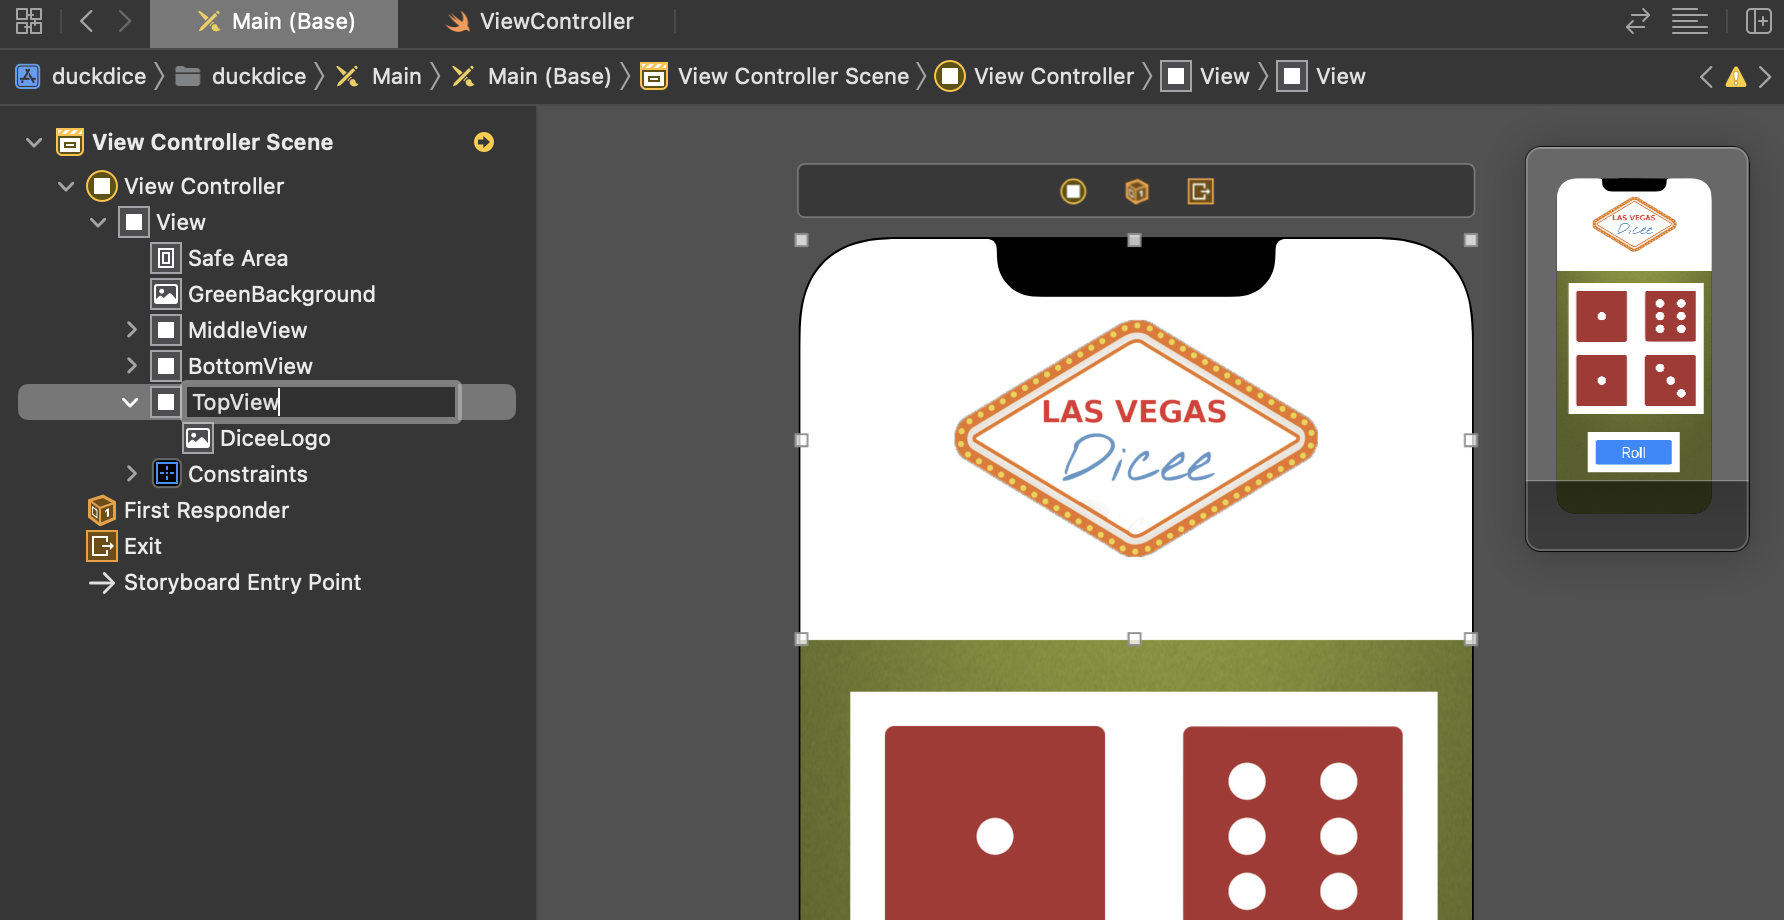 Main (Base)
ViewController
duckdice
duckdice
Main
Main (Base)
View Controller Scene
View Controller
View
View
View Controller Scene
View Controller
View
Safe Area
GreenBackground
MiddleView
BottomView
TopView
DiceeLogo
Constraints
First Responder
Exit
Storyboard Entry Point
LAS VEGAS
Dicee
LAS VEGAS
Dicee
Roll